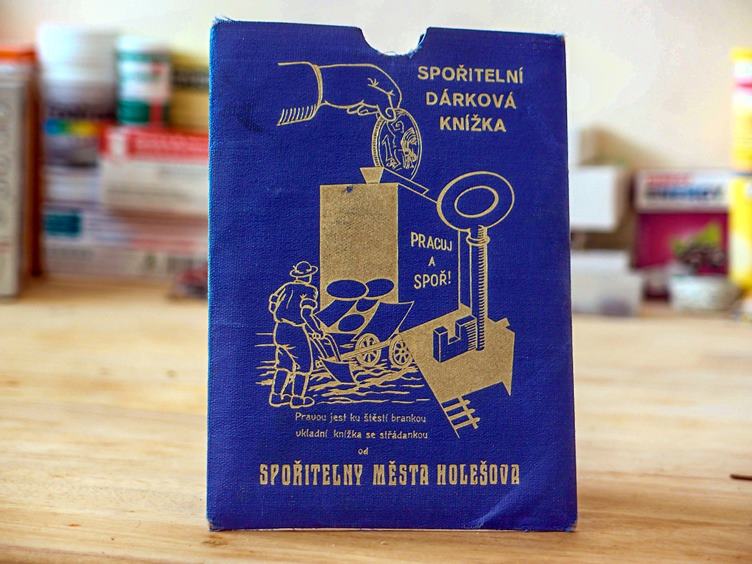 SPOŘITELNÍ
DÁRKOVÁ
KNÍŽKA
PRACUJ
A
SPOŘ!
Pravou jest ku štěstí brankou
vkladní knížka se střádankou
od
SPOŘITELNY MĚSTA HOLEŠOVA